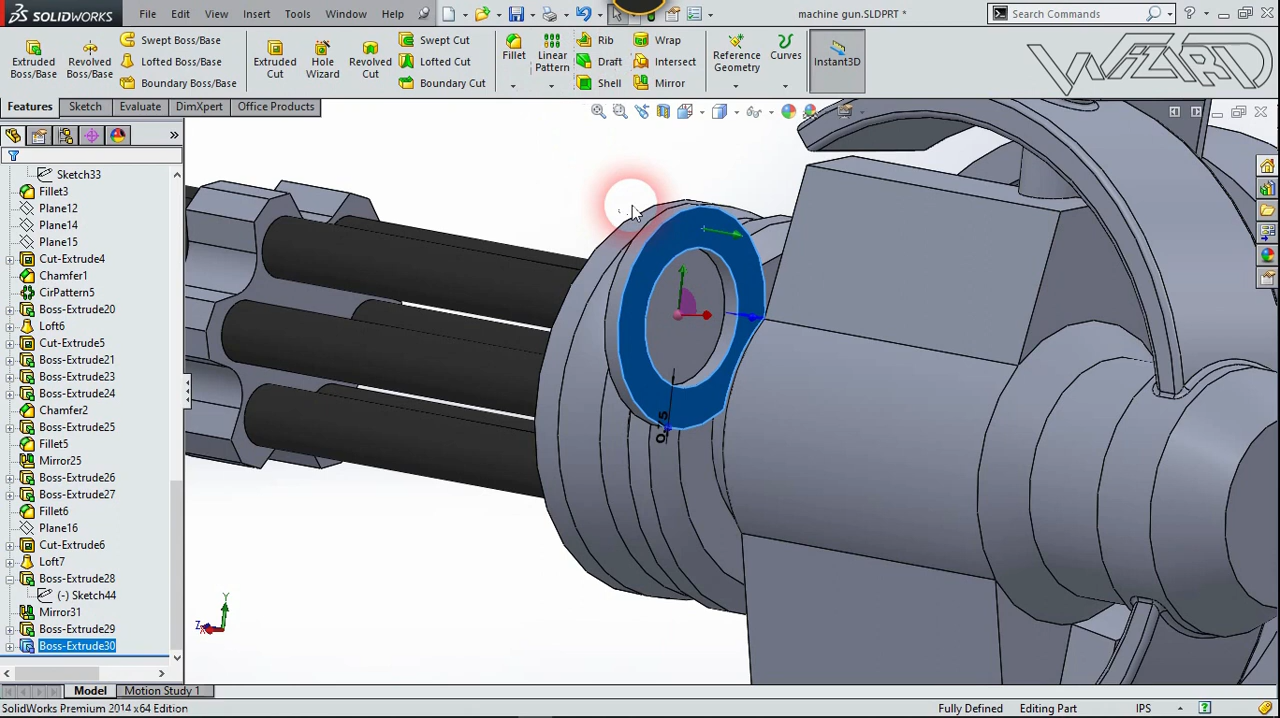 SOLIDWORKS File Edit View Insert Tools Window Help machine gun.SLDPRT * Search Commands
Extruded Boss/Base Revolved Boss/Base Swept Boss/Base Lofted Boss/Base Boundary Boss/Base Extruded Cut Hole Wizard Revolved Cut Swept Cut Lofted Cut Boundary Cut Fillet Linear Pattern Rib Draft Shell Wrap Intersect Mirror Reference Geometry Curves Instant3D WIZARD
Features Sketch Evaluate DimXpert Office Products
Sketch33
Fillet3
Plane12
Plane14
Plane15
Cut-Extrude4
Chamfer1
CirPattern5
Boss-Extrude20
Loft6
Cut-Extrude5
Boss-Extrude21
Boss-Extrude23
Boss-Extrude24
Chamfer2
Boss-Extrude25
Fillet5
Mirror25
Boss-Extrude26
Boss-Extrude27
Fillet6
Plane16
Cut-Extrude6
Loft7
Boss-Extrude28
(-) Sketch44
Mirror31
Boss-Extrude29
Boss-Extrude30
0.75
Y
Z
Model Motion Study 1
SolidWorks Premium 2014 x64 Edition Fully Defined Editing Part IPS